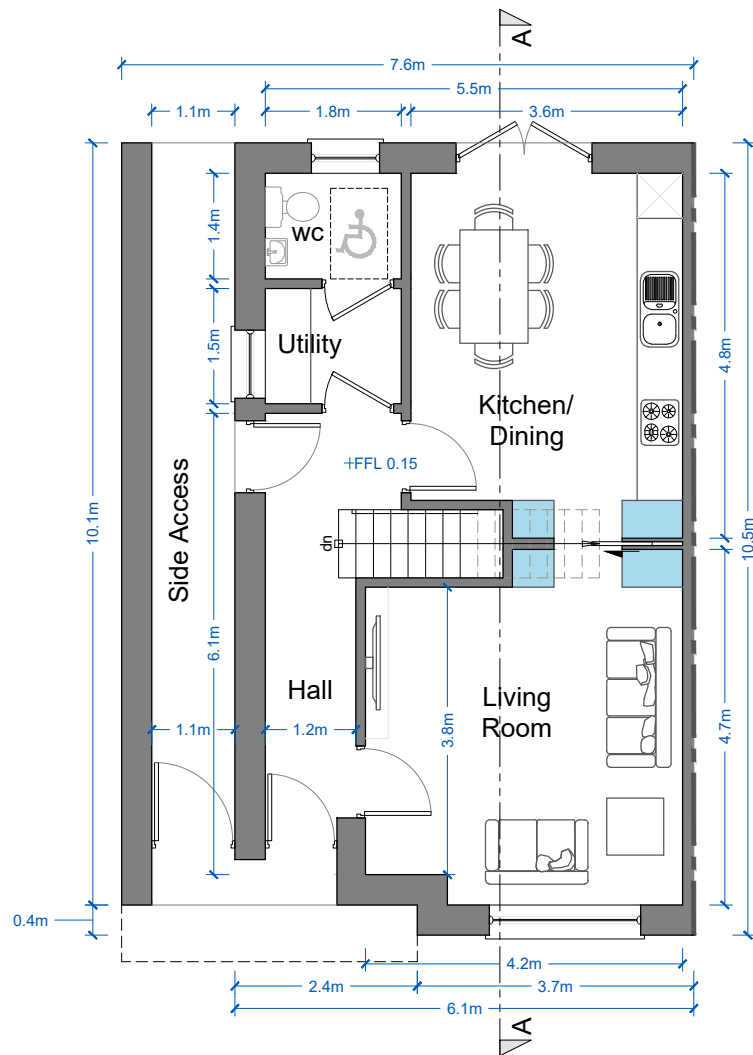 A
7.6m
5.5m
1.1m
1.8m
3.6m
1.4m
wc
1.5m
Utility
4.8m
Kitchen/
Dining
FFL 0.15
10.1m
Side Access
dn
10.5m
6.1m
Hall
Living
Room
3.8m
4.7m
1.1m
1.2m
0.4m
4.2m
2.4m
3.7m
6.1m
A